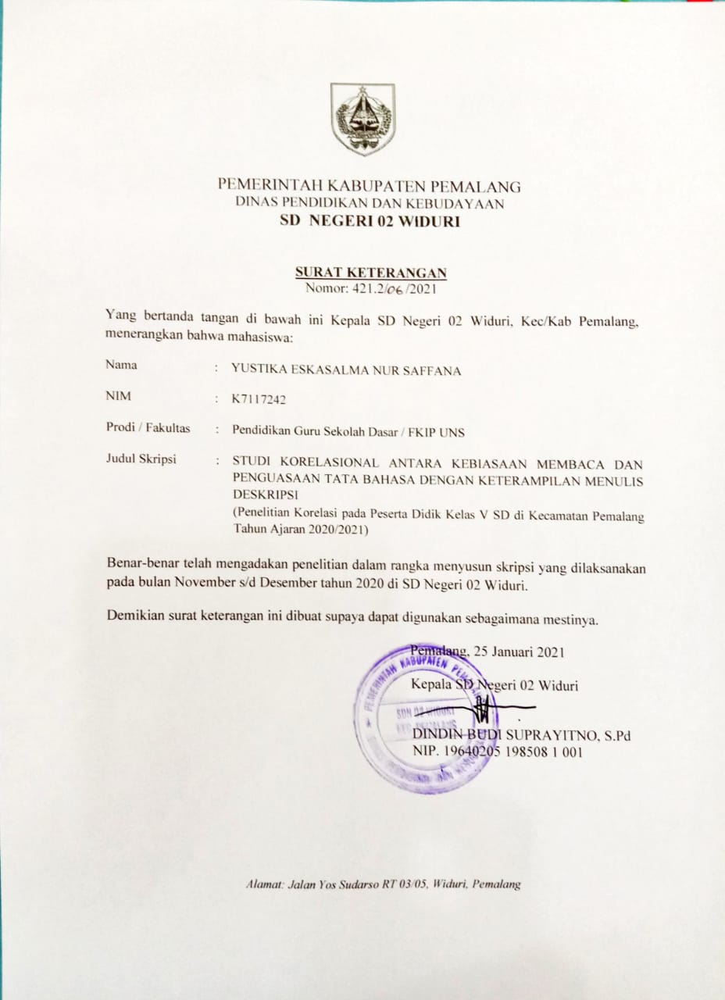 PEMERINTAH KABUPATEN PEMALANG
DINAS PENDIDIKAN DAN KEBUDAYAAN
SD NEGERI 02 WIDURI
SURAT KETERANGAN
Nomor: 421.2/06/2021
Yang bertanda tangan di bawah ini Kepala SD Negeri 02 Widuri, Kec/Kab Pemalang,
menerangkan bahwa mahasiswa:
Nama : YUSTIKA ESKASALMA NUR SAFFANA
NIM : K7117242
Prodi / Fakultas : Pendidikan Guru Sekolah Dasar / FKIP UNS
Judul Skripsi : STUDI KORELASIONAL ANTARA KEBIASAAN MEMBACA DAN
PENGUASAAN TATA BAHASA DENGAN KETERAMPILAN MENULIS
DESKRIPSI
(Penelitian Korelasi pada Peserta Didik Kelas V SD di Kecamatan Pemalang
Tahun Ajaran 2020/2021)
Benar-benar telah mengadakan penelitian dalam rangka menyusun skripsi yang dilaksanakan
pada bulan November s/d Desember tahun 2020 di SD Negeri 02 Widuri.
Demikian surat keterangan ini dibuat supaya dapat digunakan sebagaimana mestinya.
Pemalang, 25 Januari 2021
Kepala SD Negeri 02 Widuri
PEMERINTAH KABUPATEN
SDN 02 WIDURI
DINDIN BUDI SUPRAYITNO, S.Pd
NIP. 19640205 198508 1 001
Alamat: Jalan Yos Sudarso RT 03/05, Widuri, Pemalang